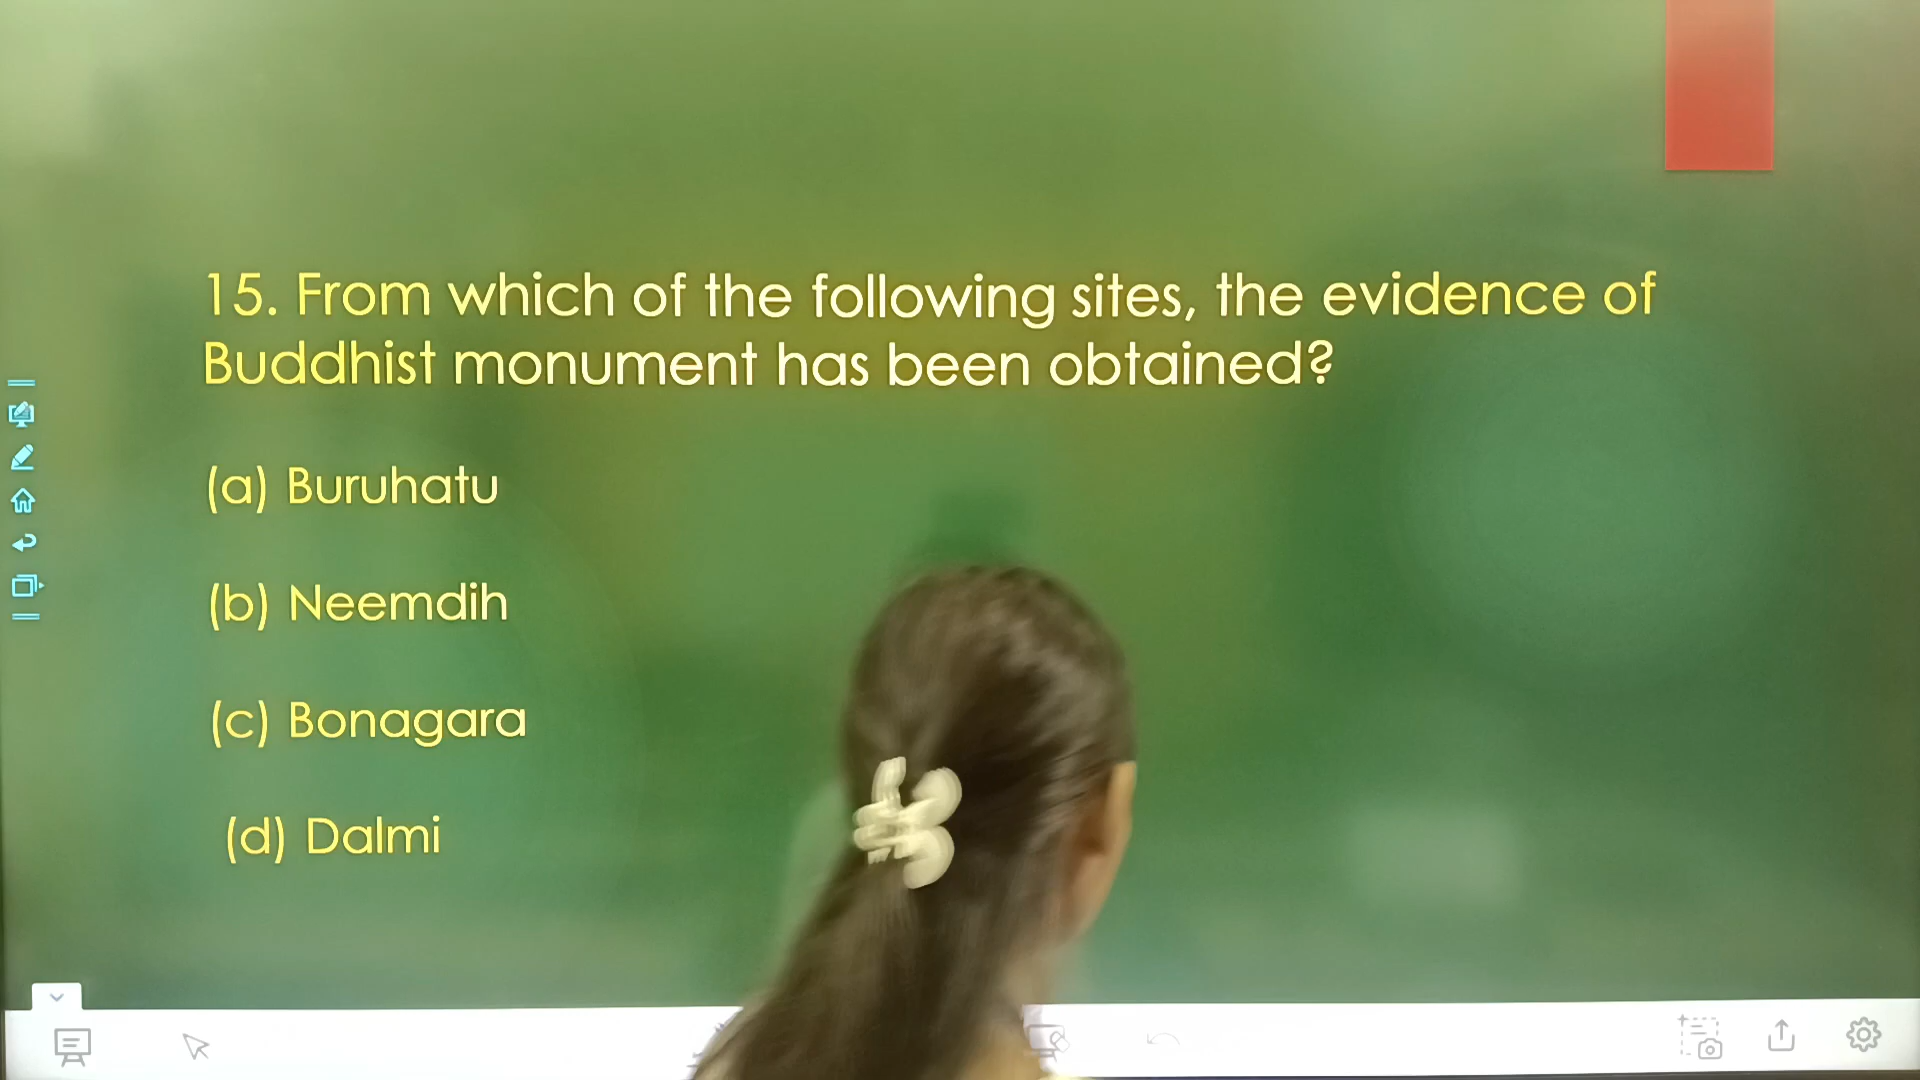 15. From which of the following sites, the evidence of
Buddhist monument has been obtained?
(a) Buruhatu
(b) Neemdih
(c) Bonagara
(d) Dalmi